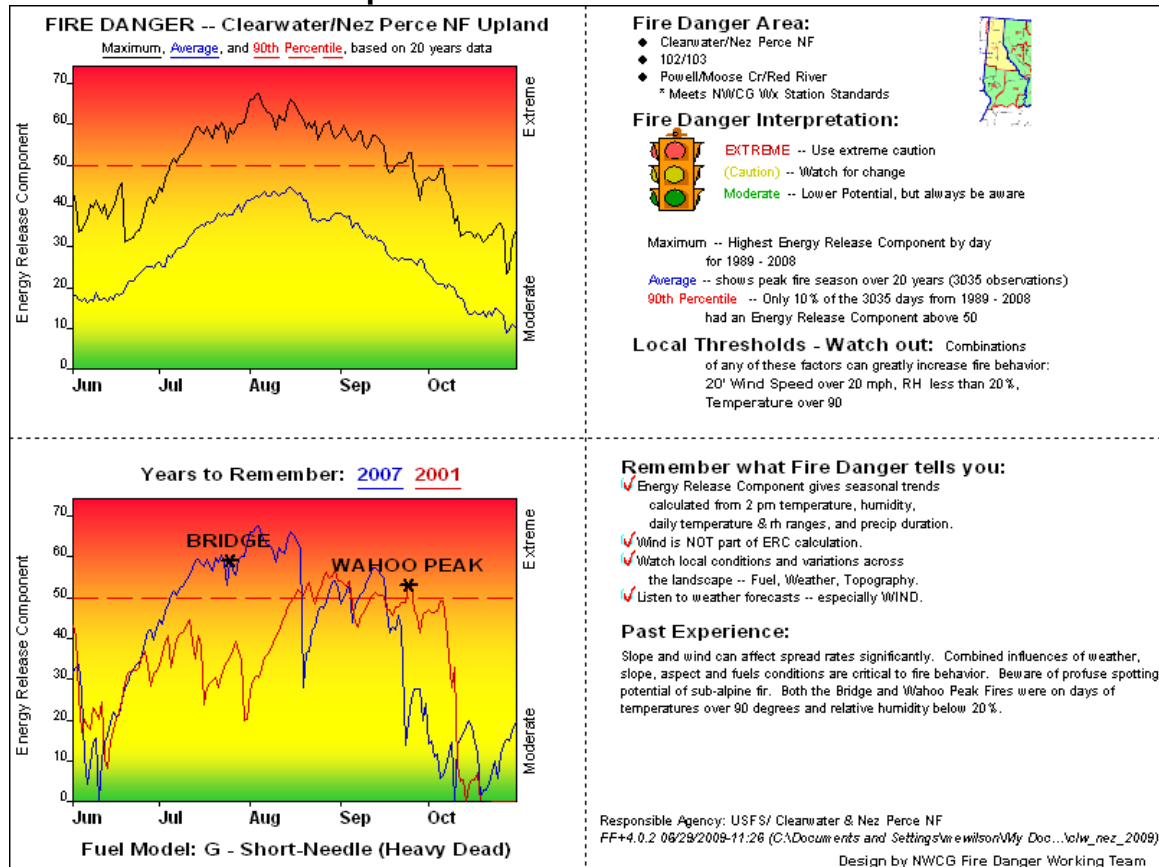 FIRE DANGER -- Clearwater/Nez Perce NF Upland
Maximum, Average, and 90th Percentile, based on 20 years data
70
60
50
40
30
20
10
0
Energy Release Component
Extreme
Moderate
Jun Jul Aug Sep Oct
Fire Danger Area:
Clearwater/Nez Perce NF
102/103
Powell/Moose Cr/Red River
* Meets NWCG Wx Station Standards
Fire Danger Interpretation:
EXTREME -- Use extreme caution
(Caution) -- Watch for change
Moderate -- Lower Potential, but always be aware
Maximum -- Highest Energy Release Component by day
for 1989 - 2008
Average -- shows peak fire season over 20 years (3035 observations)
90th Percentile -- Only 10% of the 3035 days from 1989 - 2008
had an Energy Release Component above 50
Local Thresholds - Watch out: Combinations
of any of these factors can greatly increase fire behavior:
20' Wind Speed over 20 mph, RH less than 20%,
Temperature over 90
Years to Remember: 2007 2001
70
60
50
40
30
20
10
0
Energy Release Component
BRIDGE
WAHOO PEAK
Extreme
Moderate
Jun Jul Aug Sep Oct
Fuel Model: G - Short-Needle (Heavy Dead)
Remember what Fire Danger tells you:
Energy Release Component gives seasonal trends
calculated from 2 pm temperature, humidity,
daily temperature & rh ranges, and precip duration.
Wind is NOT part of ERC calculation.
Watch local conditions and variations across
the landscape -- Fuel, Weather, Topography.
Listen to weather forecasts -- especially WIND.
Past Experience:
Slope and wind can affect spread rates significantly. Combined influences of weather,
slope, aspect and fuels conditions are critical to fire behavior. Beware of profuse spotting
potential of sub-alpine fir. Both the Bridge and Wahoo Peak Fires were on days of
temperatures over 90 degrees and relative humidity below 20%.
Responsible Agency: USFS/ Clearwater & Nez Perce NF
FF+4.0.2 06/29/2009-11:26 (C:\Documents and Settings\mewilson\My Doc...\clw_nez_2009)
Design by NWCG Fire Danger Working Team